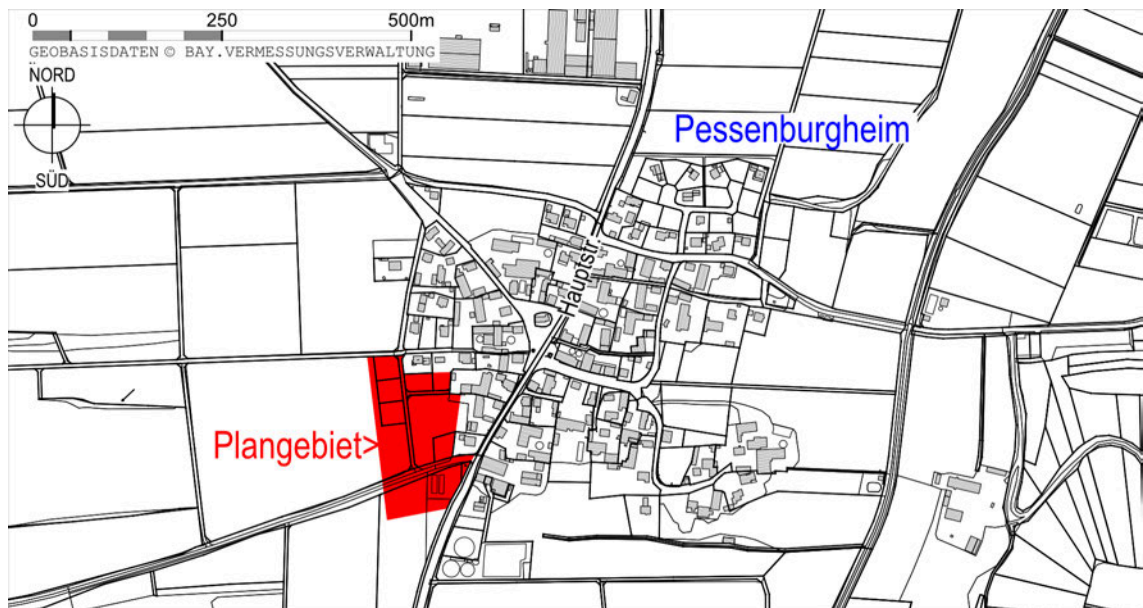 0 250 500m
GEOBASISDATEN © BAY.VERMESSUNGSVERWALTUNG
NORD
SÜD
Pessenburgheim
Hauptstr.
Plangebiet>